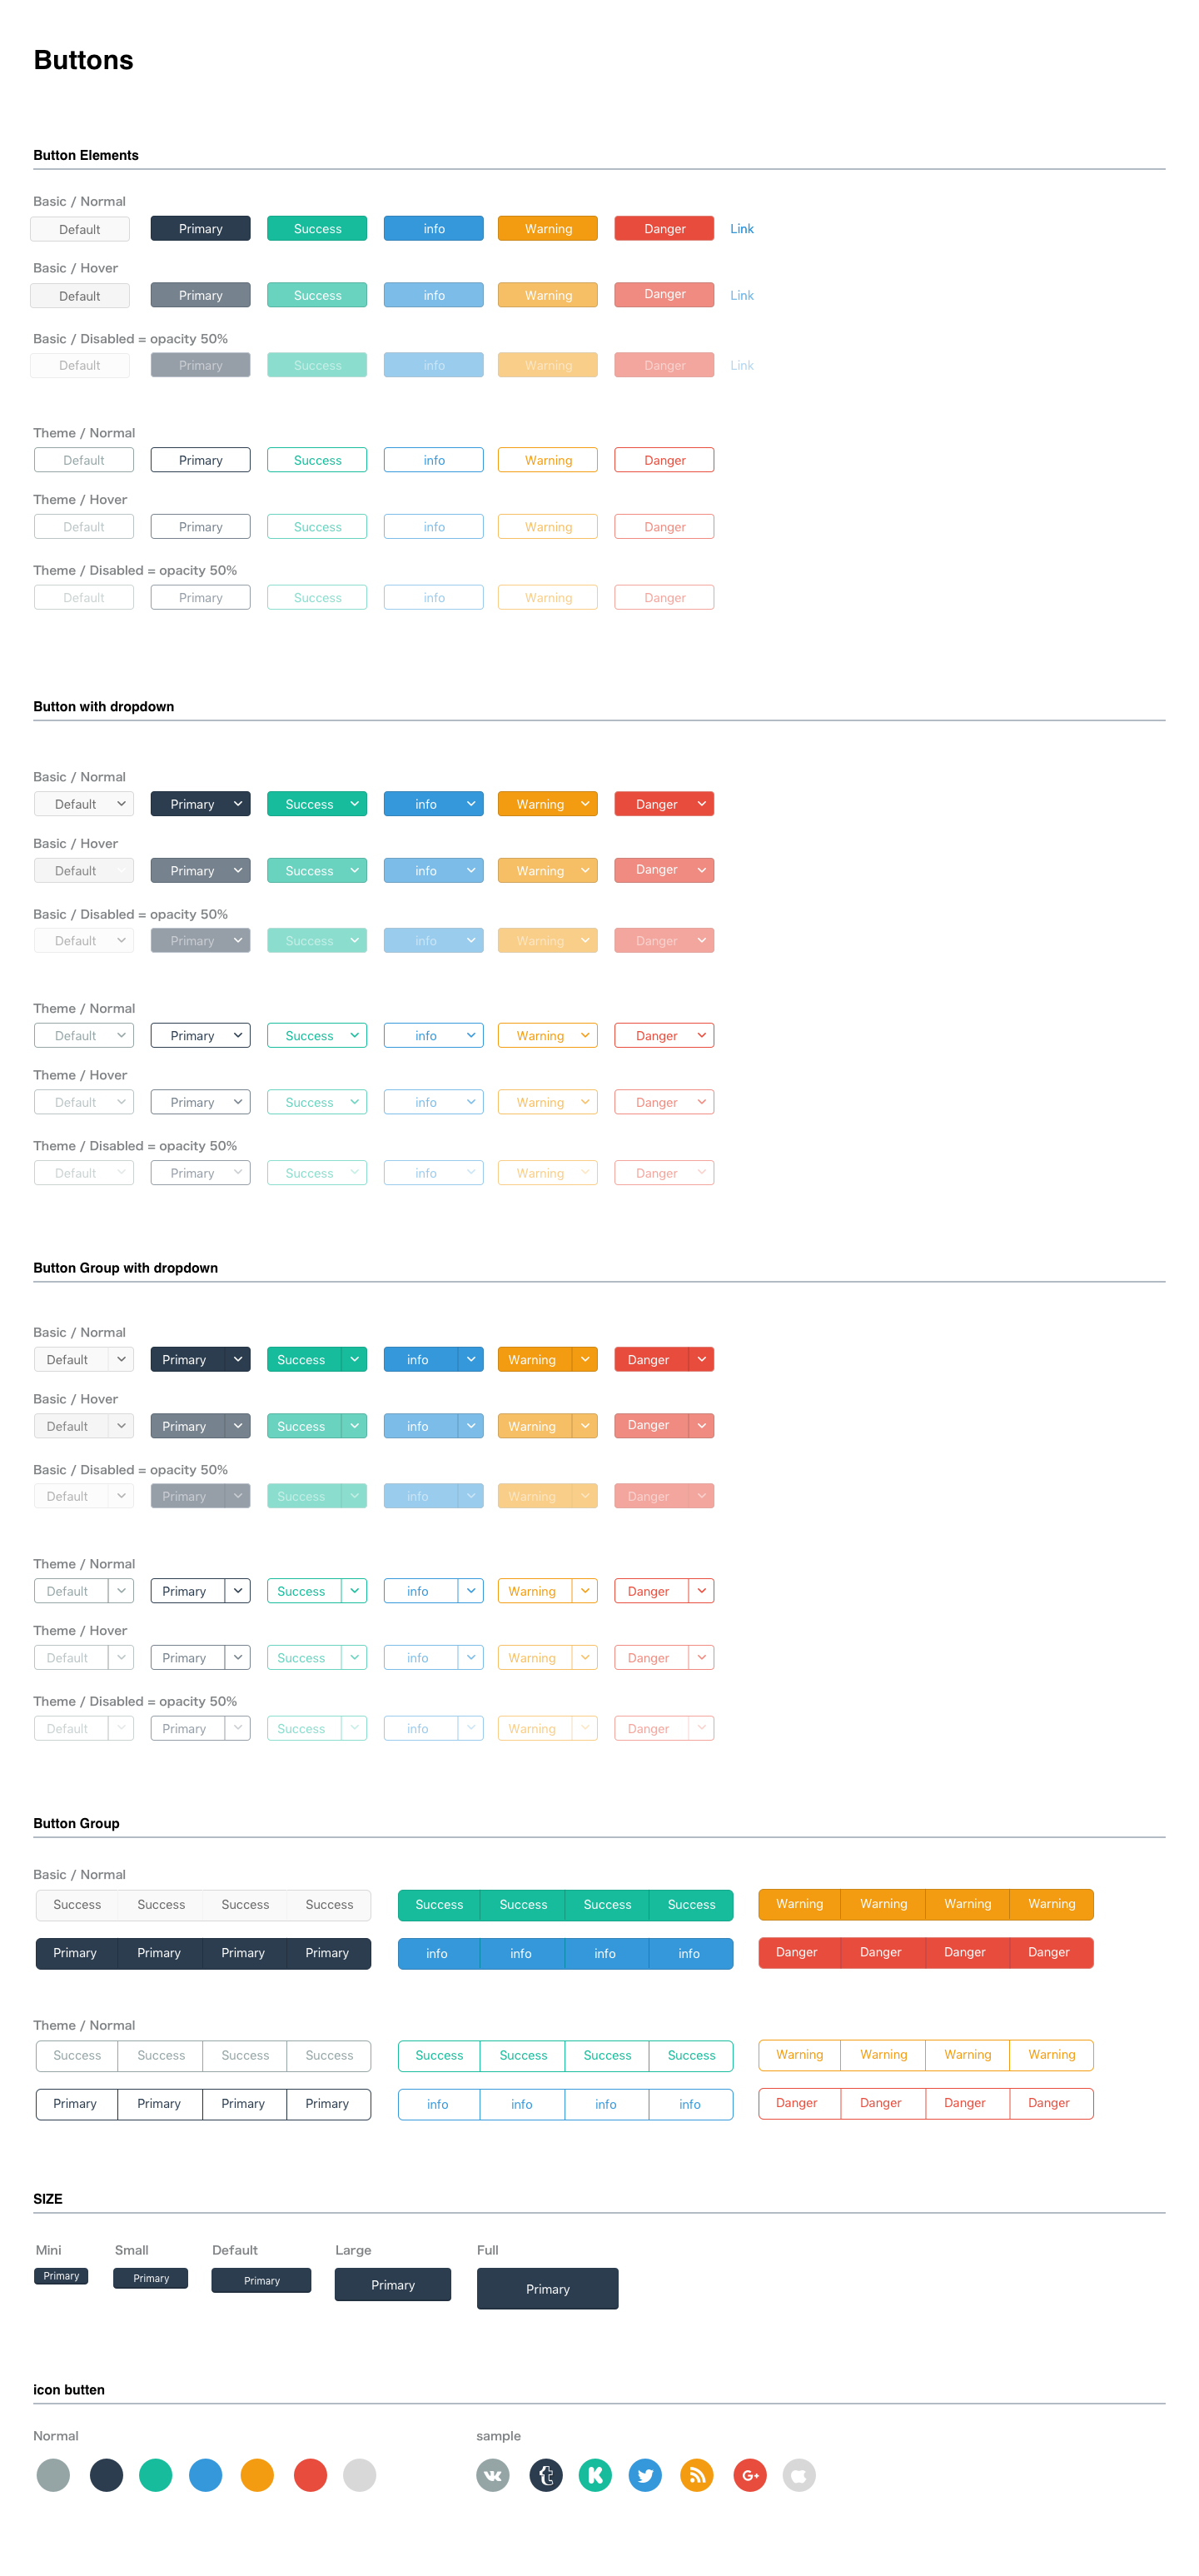 Buttons
Button Elements
Basic / Normal
Default Primary Success info Warning Danger Link
Basic / Hover
Default Primary Success info Warning Danger Link
Basic / Disabled = opacity 50%
Default Primary Success info Warning Danger Link
Theme / Normal
Default Primary Success info Warning Danger
Theme / Hover
Default Primary Success info Warning Danger
Theme / Disabled = opacity 50%
Default Primary Success info Warning Danger
Button with dropdown
Basic / Normal
Default Primary Success info Warning Danger
Basic / Hover
Default Primary Success info Warning Danger
Basic / Disabled = opacity 50%
Default Primary Success info Warning Danger
Theme / Normal
Default Primary Success info Warning Danger
Theme / Hover
Default Primary Success info Warning Danger
Theme / Disabled = opacity 50%
Default Primary Success info Warning Danger
Button Group with dropdown
Basic / Normal
Default Primary Success info Warning Danger
Basic / Hover
Default Primary Success info Warning Danger
Basic / Disabled = opacity 50%
Default Primary Success info Warning Danger
Theme / Normal
Default Primary Success info Warning Danger
Theme / Hover
Default Primary Success info Warning Danger
Theme / Disabled = opacity 50%
Default Primary Success info Warning Danger
Button Group
Basic / Normal
Success Success Success Success Success Success Success Success Warning Warning Warning Warning
Primary Primary Primary Primary info info info info Danger Danger Danger Danger
Theme / Normal
Success Success Success Success Success Success Success Success Warning Warning Warning Warning
Primary Primary Primary Primary info info info info Danger Danger Danger Danger
SIZE
Mini Small Default Large Full
Primary Primary Primary Primary Primary
icon butten
Normal sample